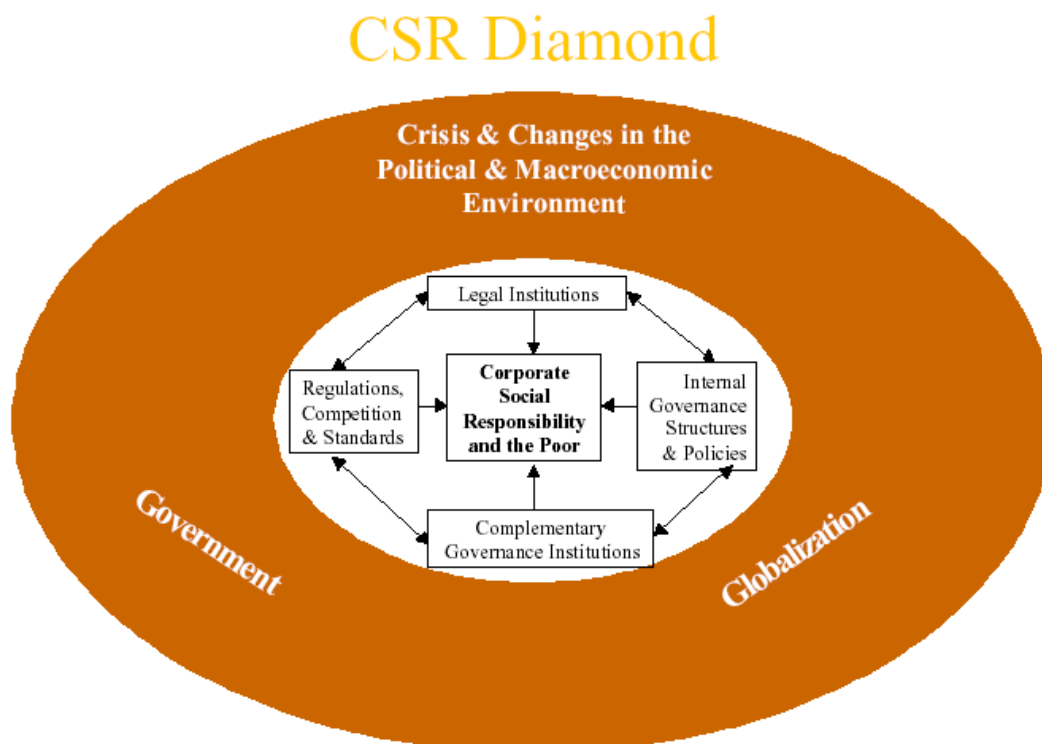 CSR Diamond
Crisis & Changes in the
Political & Macroeconomic
Environment
Legal Institutions
Regulations,
Competition
& Standards
Corporate
Social
Responsibility
and the Poor
Internal
Governance
Structures
& Policies
Complementary
Governance Institutions
Government
Globalization